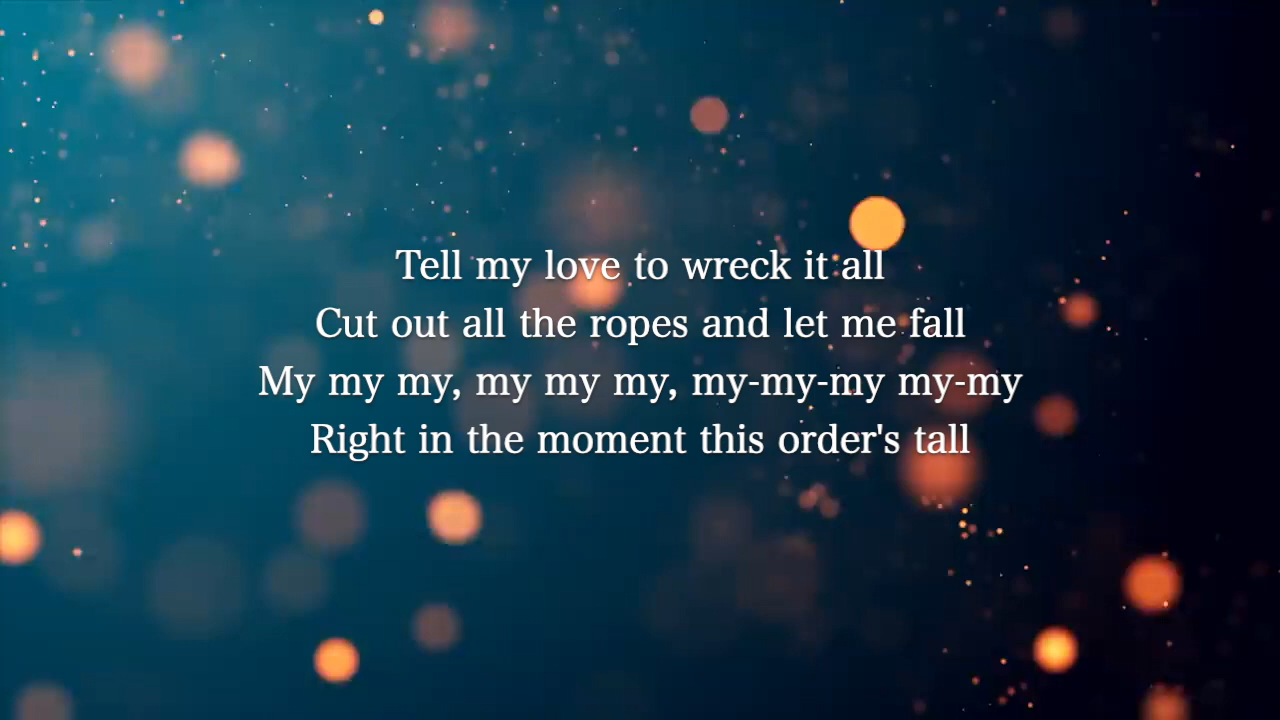 Tell my love to wreck it all
Cut out all the ropes and let me fall
My my my, my my my, my-my-my my-my
Right in the moment this order's tall